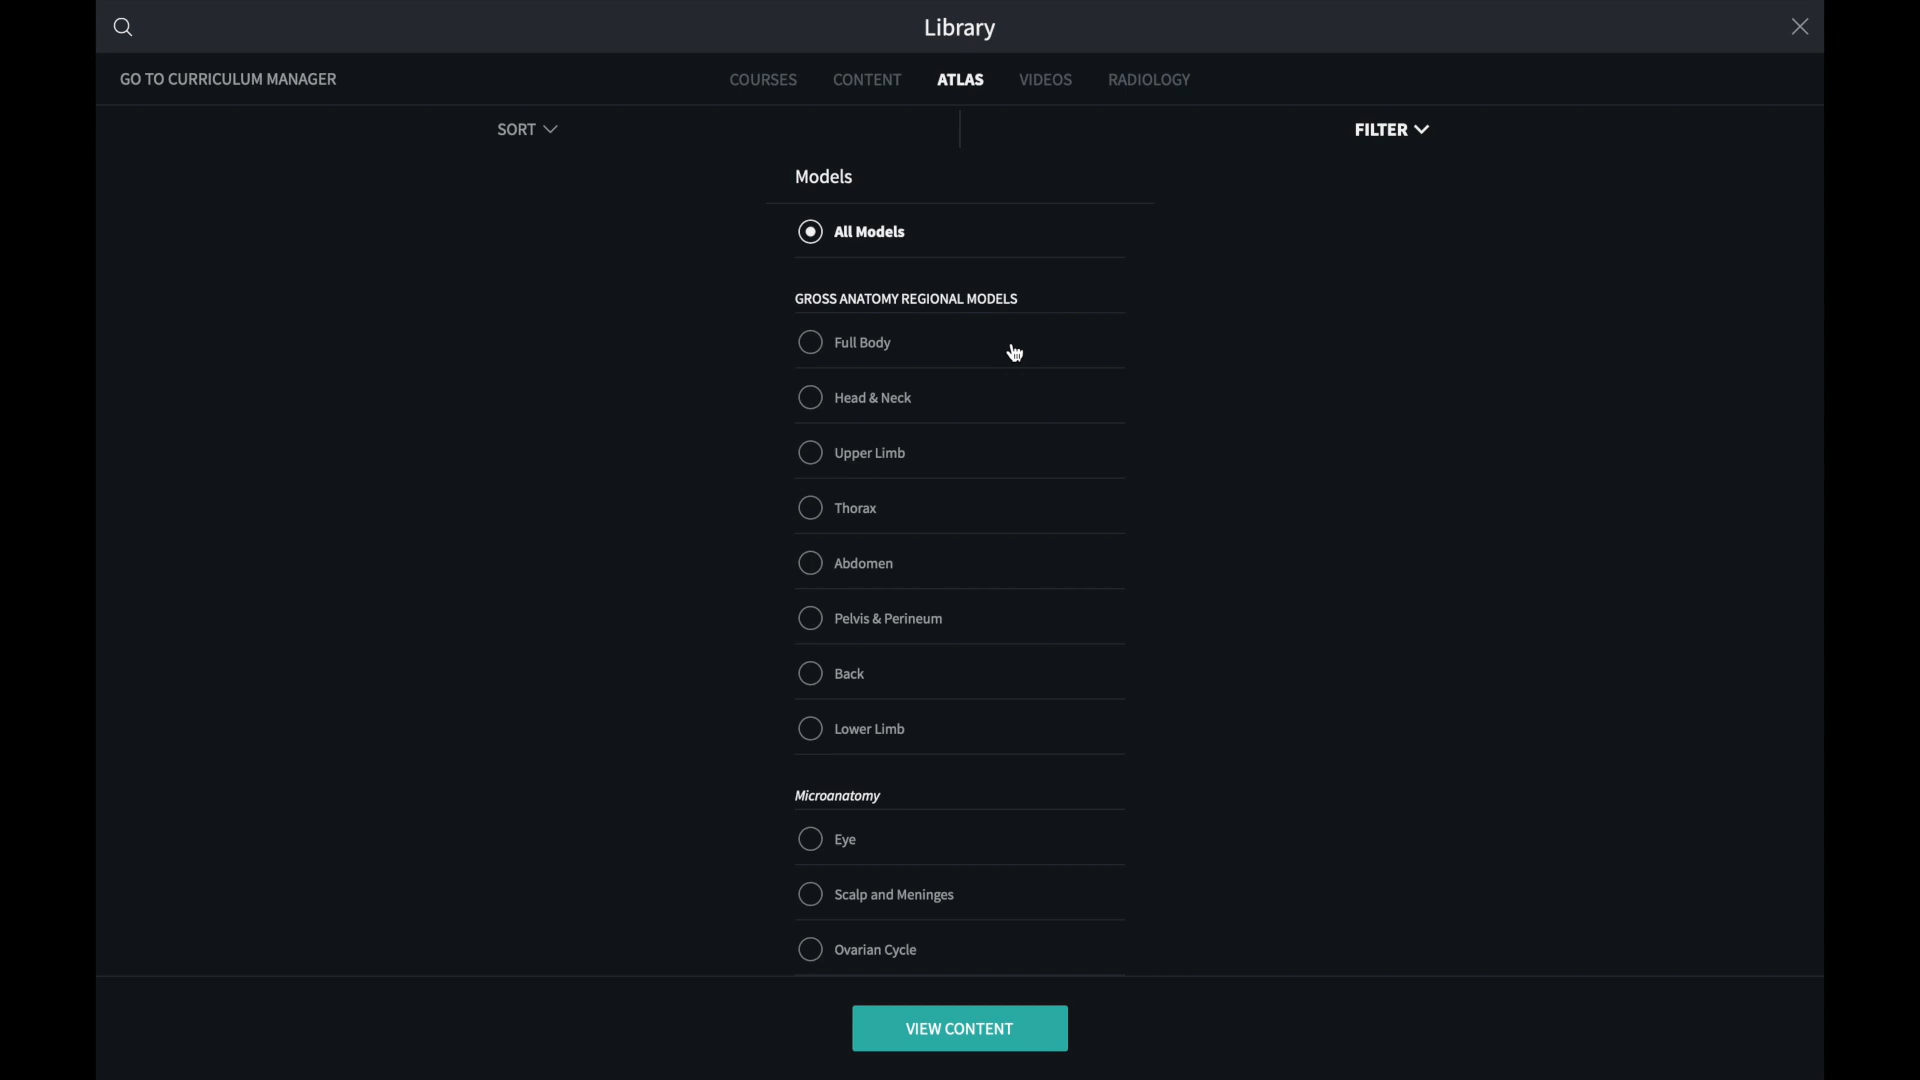 Library
GO TO CURRICULUM MANAGER
COURSES
CONTENT
ATLAS
VIDEOS
RADIOLOGY
SORT
FILTER
Models
All Models
GROSS ANATOMY REGIONAL MODELS
Full Body
Head & Neck
Upper Limb
Thorax
Abdomen
Pelvis & Perineum
Back
Lower Limb
Microanatomy
Eye
Scalp and Meninges
Ovarian Cycle
VIEW CONTENT